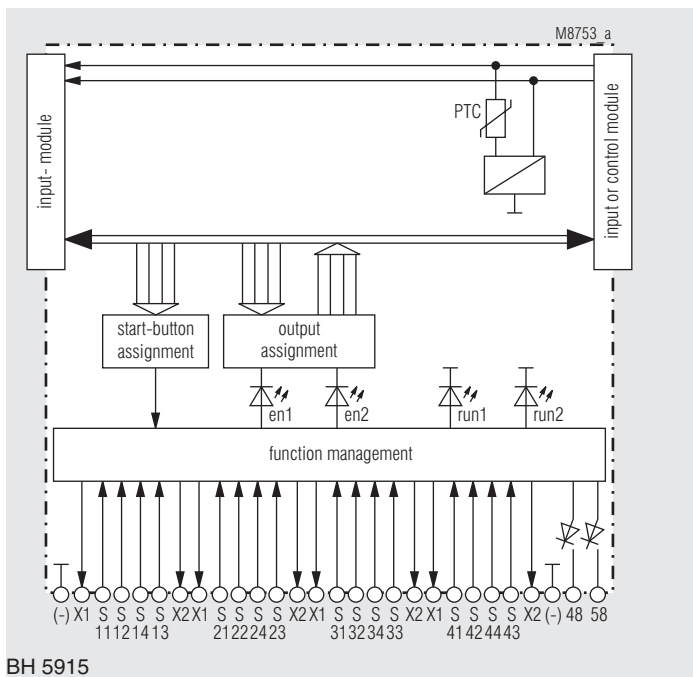 M8753_a
input- module
PTC
input or control module
start-button
assignment
output
assignment
en1 en2 run1 run2
function management
(-) X1 S S S S X2 X1 S S S S X2 X1 S S S S X2 X1 S S S S X2 (-) 48 58
11 12 14 13 21 22 24 23 31 32 34 33 41 42 44 43
BH 5915